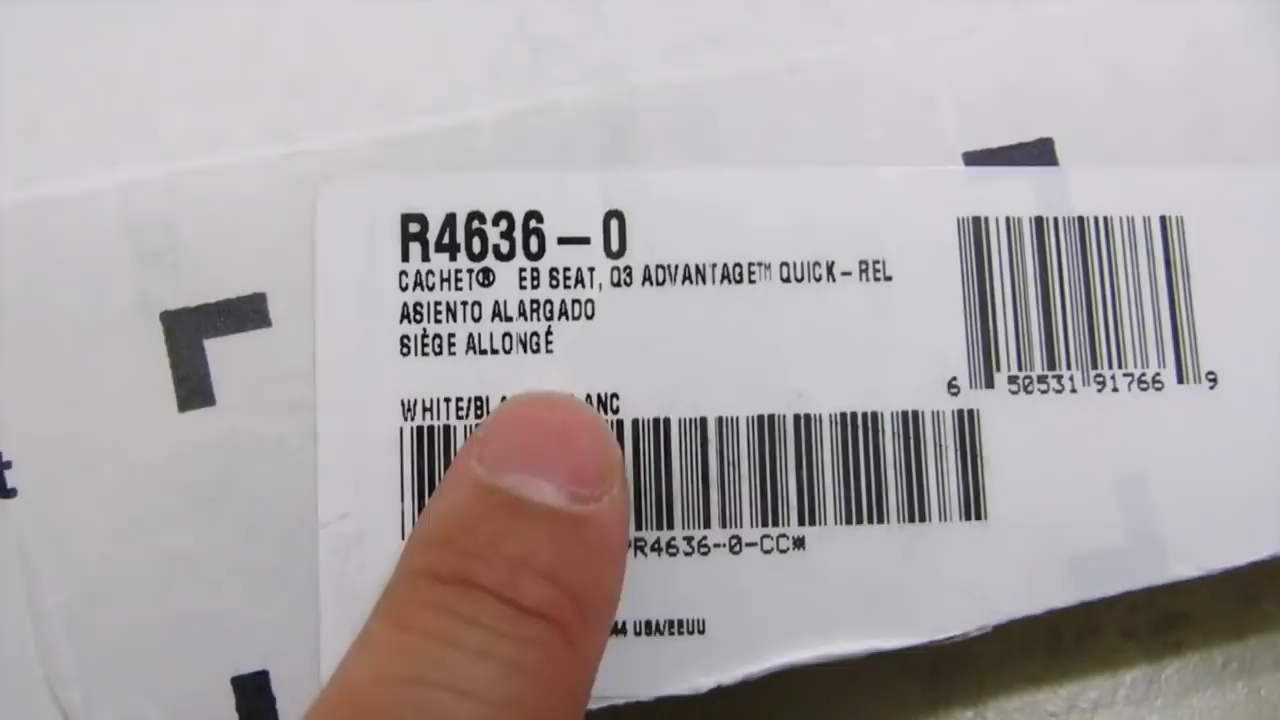 R4636-0
CACHET® EB SEAT, Q3 ADVANTAGE™ QUICK-REL
ASIENTO ALARGADO
SIÈGE ALLONGÉ
6 50531 91766 9
WHITE/
R4636-0-CC*
44 USA/EEUU
t